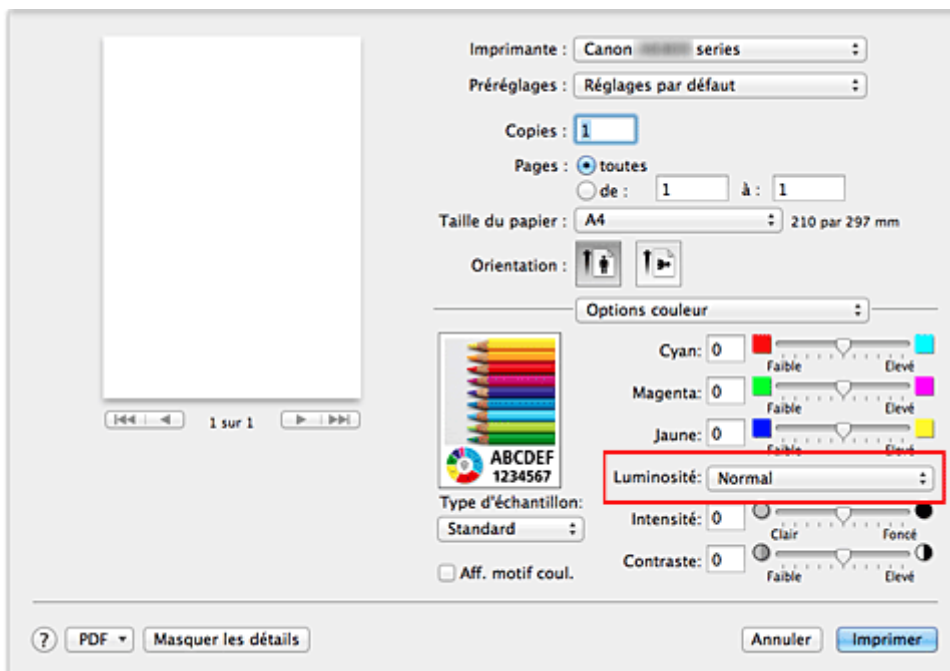 Imprimante : Canon series
Préréglages : Réglages par défaut
Copies : 1
Pages : toutes
de : 1 à : 1
Taille du papier : A4 210 par 297 mm
Orientation :
Options couleur
Cyan: 0
Faible Elevé
Magenta: 0
Faible Elevé
Jaune: 0
Faible Elevé
Luminosité: Normal
Intensité: 0
Clair Foncé
Contraste: 0
Faible Elevé
ABCDEF
1234567
Type d'échantillon:
Standard
Aff. motif coul.
1 sur 1
? PDF Masquer les détails Annuler Imprimer